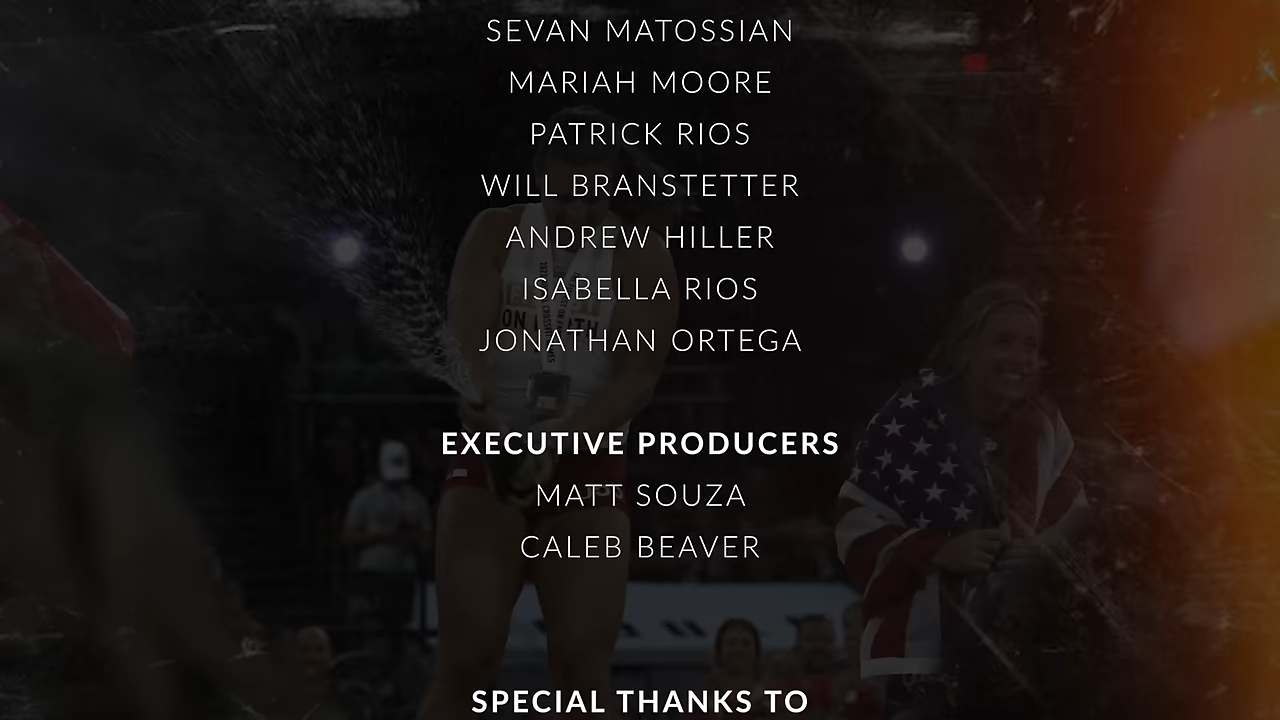 SEVAN MATOSSIAN
MARIAH MOORE
PATRICK RIOS
WILL BRANSTETTER
ANDREW HILLER
ISABELLA RIOS
JONATHAN ORTEGA
EXECUTIVE PRODUCERS
MATT SOUZA
CALEB BEAVER
SPECIAL THANKS TO